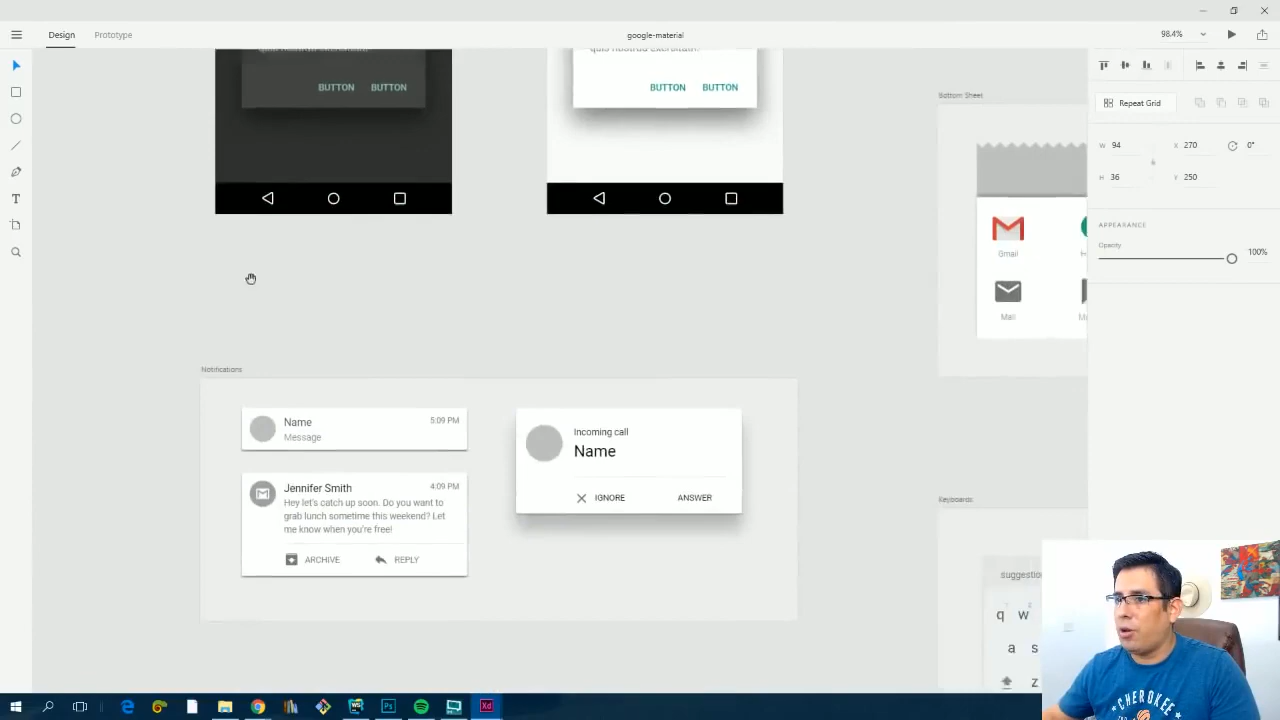 Design
Prototype
google-material
98.4%
BUTTON
BUTTON
BUTTON
BUTTON
Bottom Sheet
Repeat Grid
W 94
X 270
0°
H 36
Y 250
APPEARANCE
Opacity
100%
Gmail
Mail
Notifications
Name
5:09 PM
Message
Jennifer Smith
4:09 PM
Hey let's catch up soon. Do you want to
grab lunch sometime this weekend? Let
me know when you're free!
ARCHIVE
REPLY
Incoming call
Name
IGNORE
ANSWER
Keyboards
suggestio
q w
a s
z
Ps
Xd
CHEROKEE